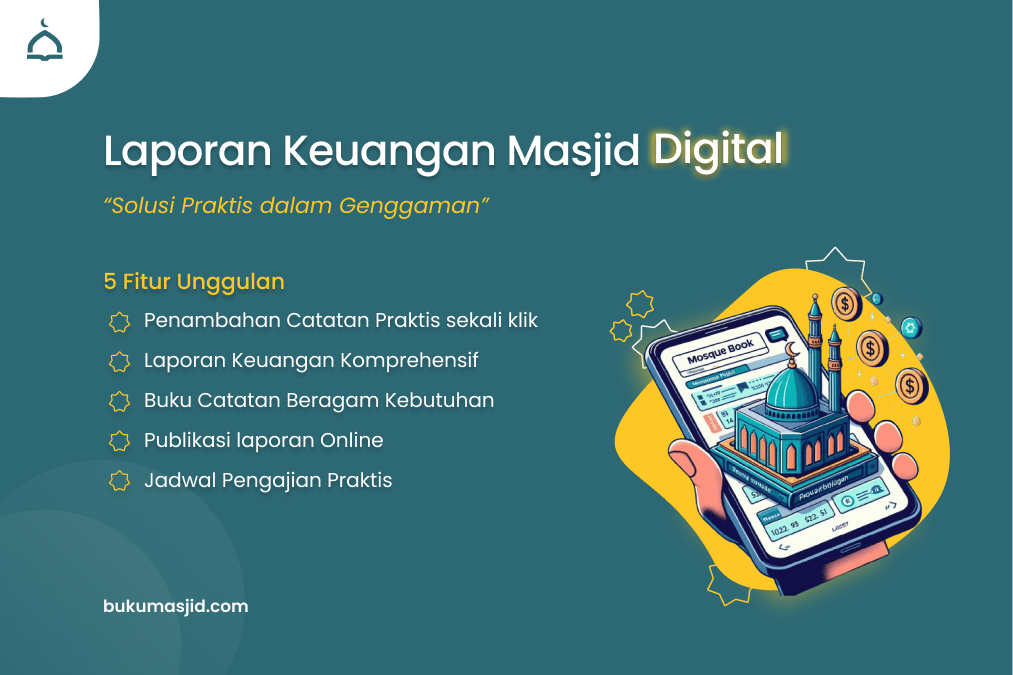 Laporan Keuangan Masjid Digital
“Solusi Praktis dalam Genggaman”
5 Fitur Unggulan
Penambahan Catatan Praktis sekali klik
Laporan Keuangan Komprehensif
Buku Catatan Beragam Kebutuhan
Publikasi laporan Online
Jadwal Pengajian Praktis
Mosque Book
bukumasjid.com